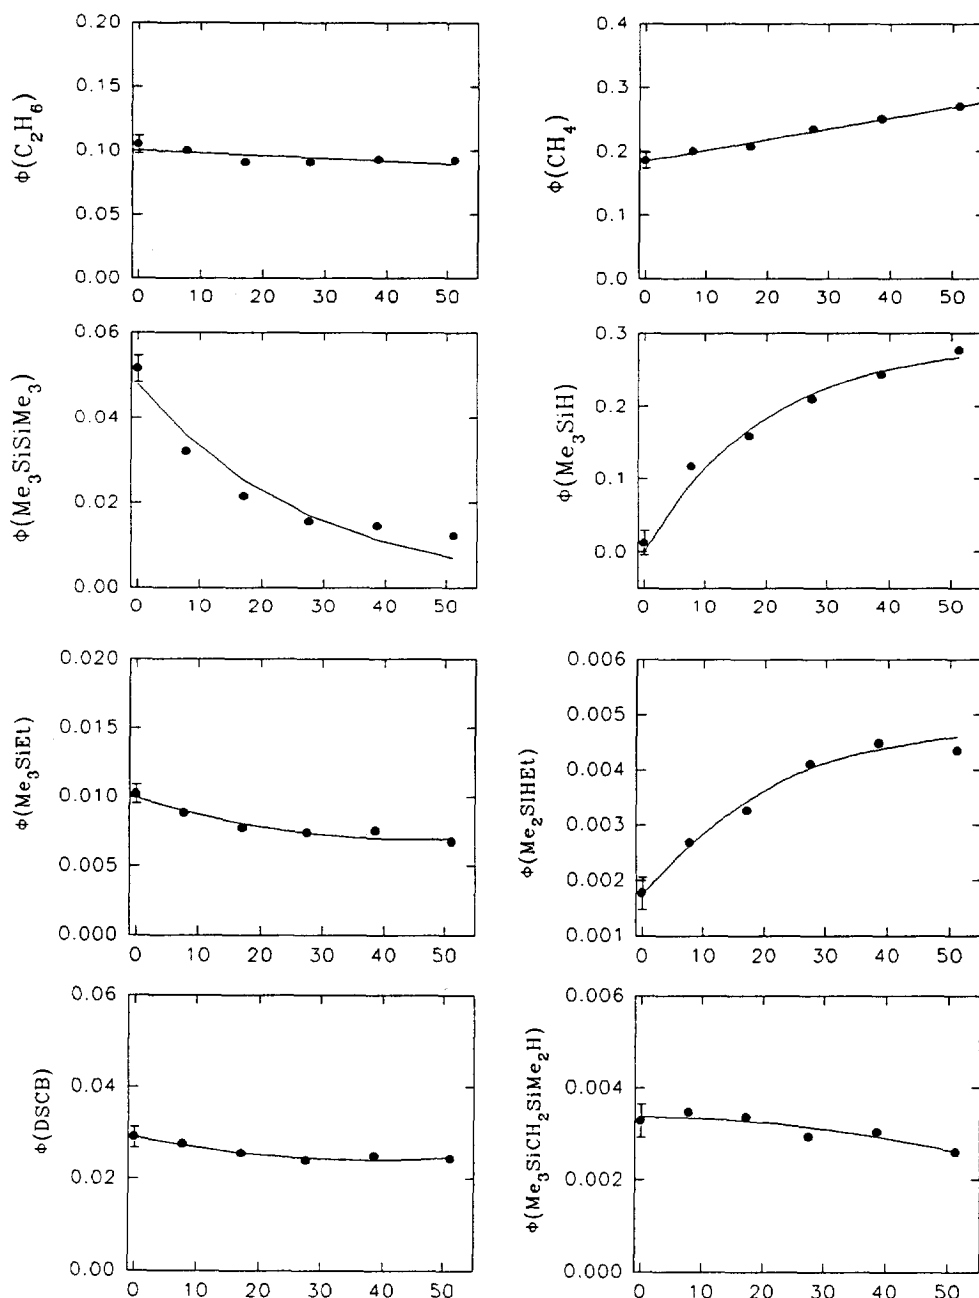 Φ(C₂H₆)
0.20
0.15
0.10
0.05
0.00
0 10 20 30 40 50
Φ(CH₄)
0.4
0.3
0.2
0.1
0.0
0 10 20 30 40 50
Φ(Me₃SiSiMe₃)
0.06
0.04
0.02
0.00
0 10 20 30 40 50
Φ(Me₃SiH)
0.3
0.2
0.1
0.0
0 10 20 30 40 50
Φ(Me₃SiEt)
0.020
0.015
0.010
0.005
0.000
0 10 20 30 40 50
Φ(Me₂SIHEt)
0.006
0.005
0.004
0.003
0.002
0.001
0 10 20 30 40 50
Φ(DSCB)
0.06
0.04
0.02
0.00
0 10 20 30 40 50
Φ(Me₃SiCH₂SiMe₂H)
0.006
0.004
0.002
0.000
0 10 20 30 40 50